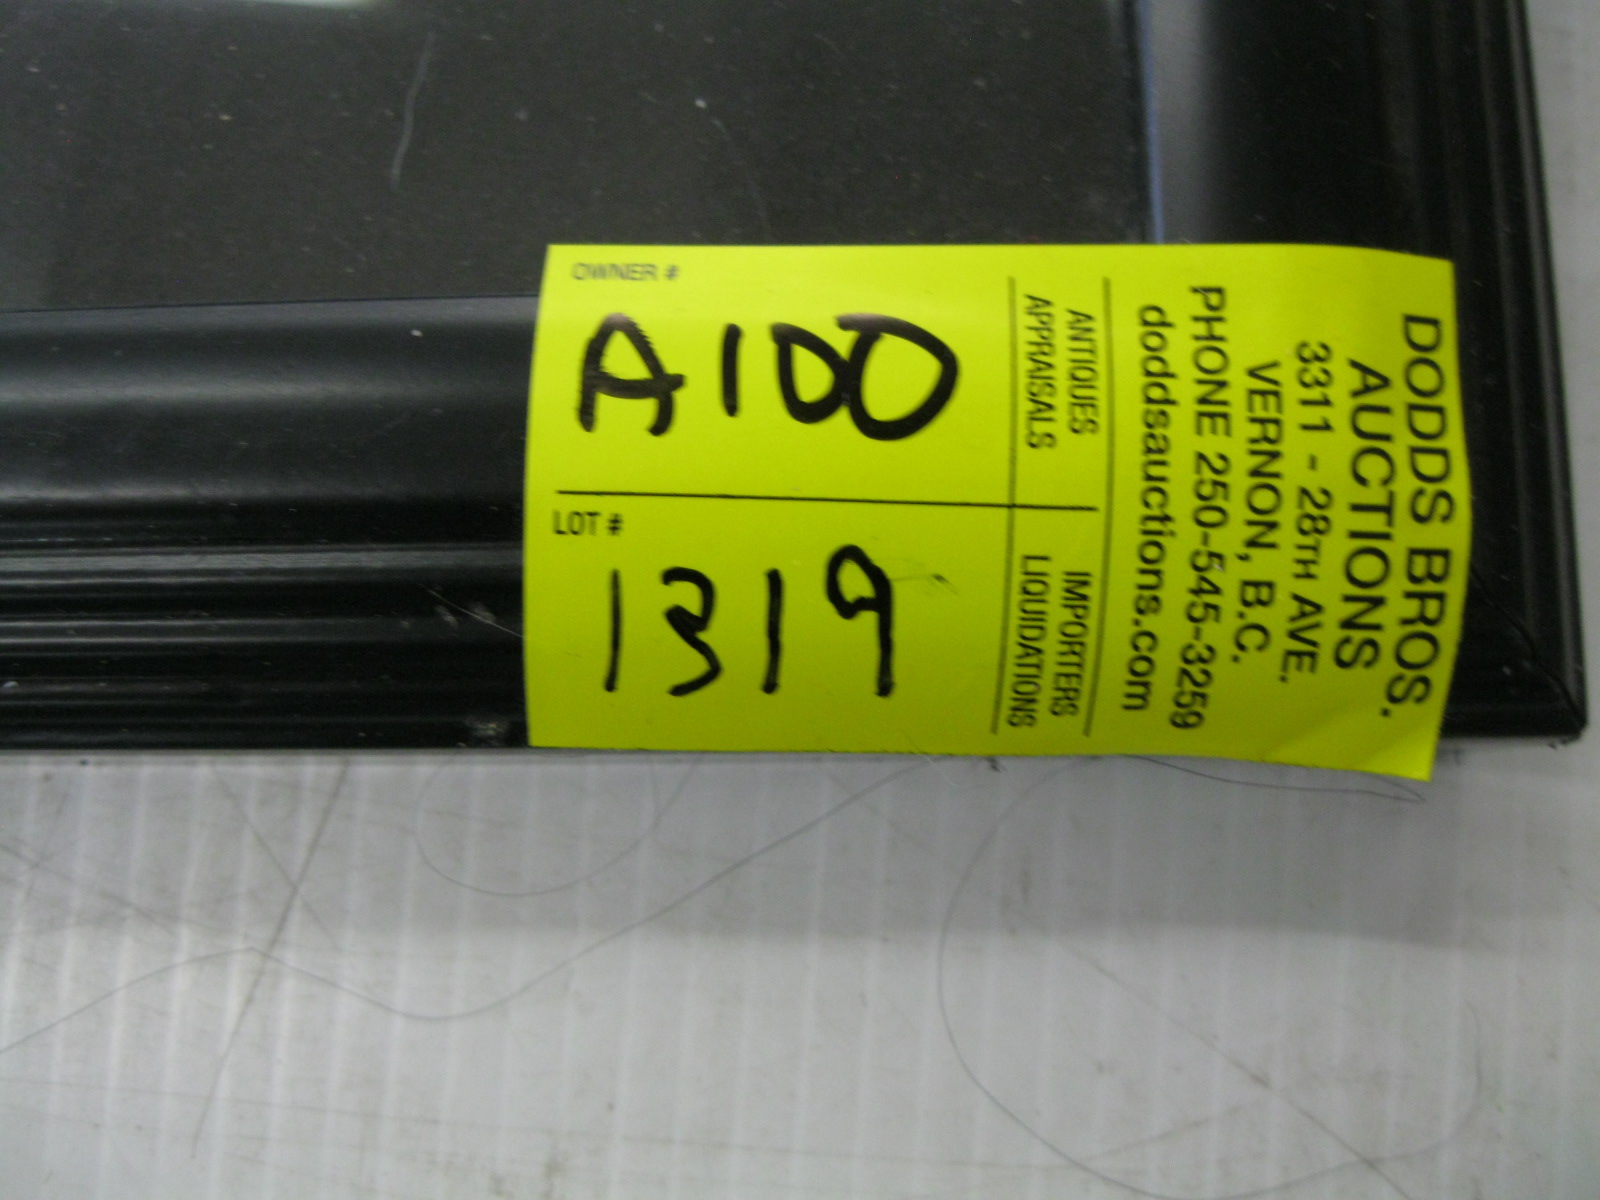 DODDS BROS.
AUCTIONS
3311 - 28TH AVE.
VERNON, B.C.
PHONE 250-545-3259
doddsauctions.com
ANTIQUES
APPRAISALS
IMPORTERS
LIQUIDATIONS
OWNER #
A100
LOT #
1319